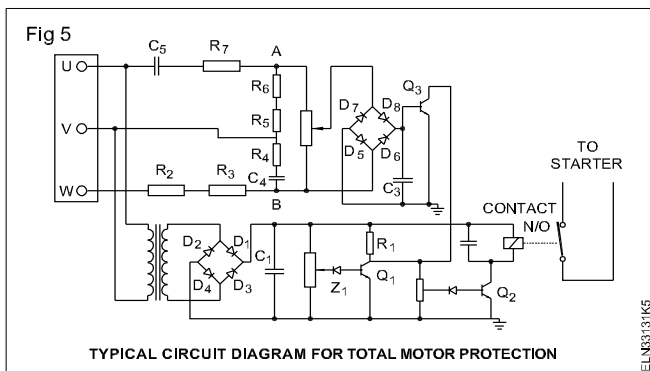 Fig 5
U
C5
R7
A
R6
V
R5
R4
C4
W
R2
R3
B
D7
D8
D5
D6
Q3
C3
TO
STARTER
CONTACT
N/O
D2
D1
D4
D3
C1
Z1
R1
Q1
Q2
TYPICAL CIRCUIT DIAGRAM FOR TOTAL MOTOR PROTECTION
ELN33131K5